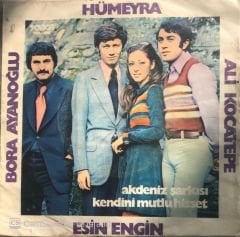 HÜMEYRA
BORA AYANOĞLU
ALİ KOCATEPE
akdeniz şarkısı
kendini mutlu hisset
ESİN ENGİN